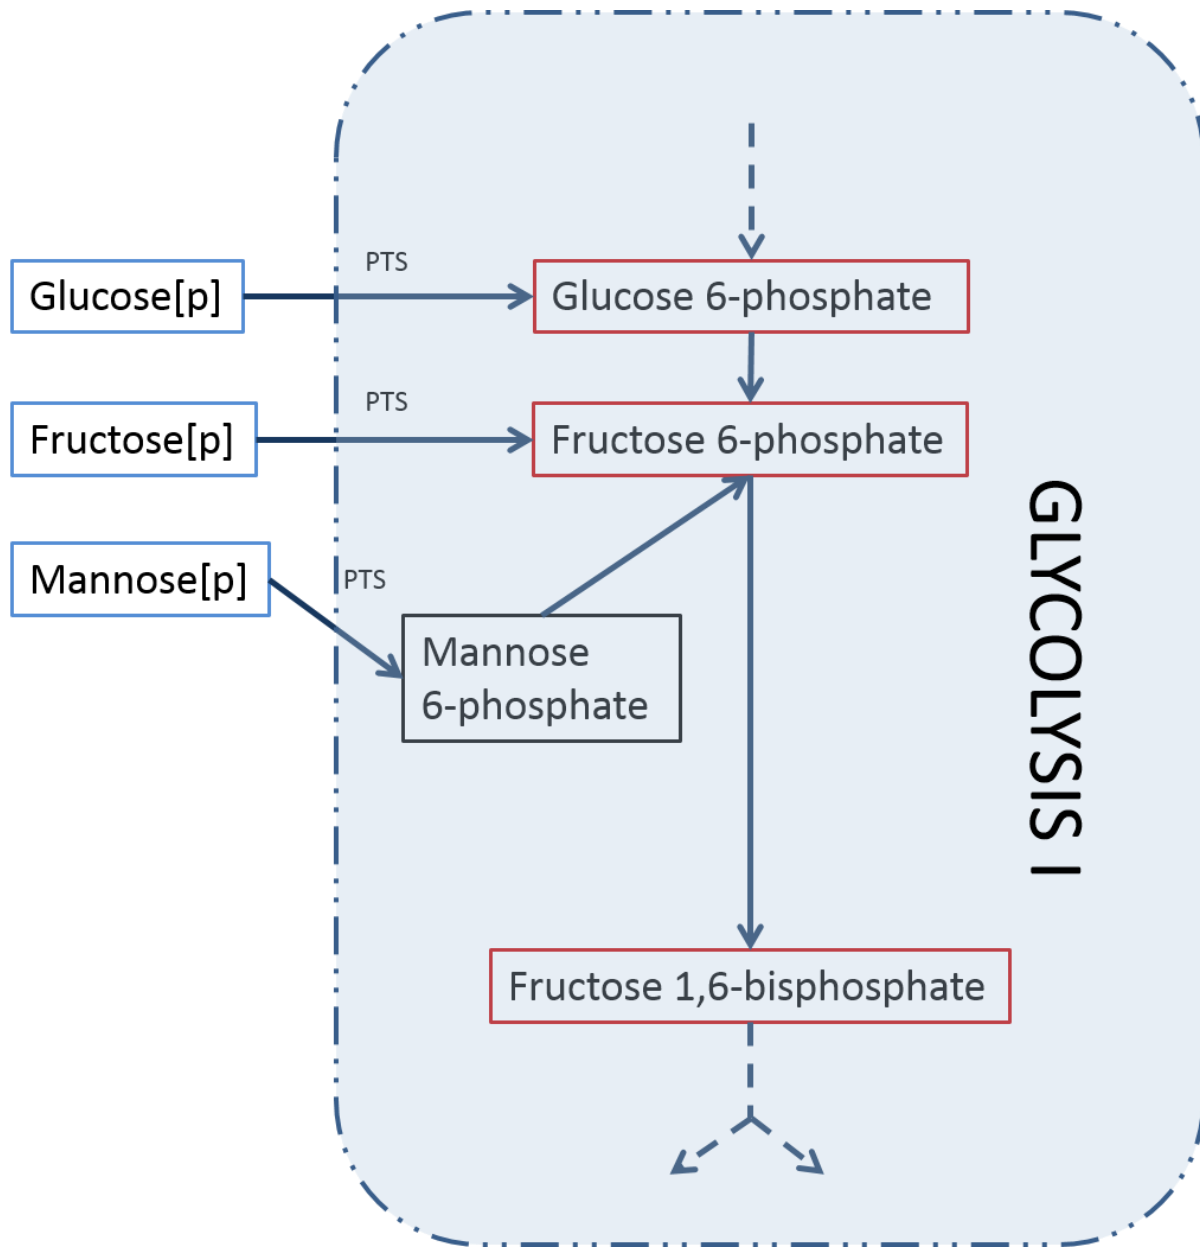 PTS
Glucose[p]
Glucose 6-phosphate
PTS
Fructose[p]
Fructose 6-phosphate
Mannose[p]
PTS
Mannose
6-phosphate
GLYCOLYSIS I
Fructose 1,6-bisphosphate